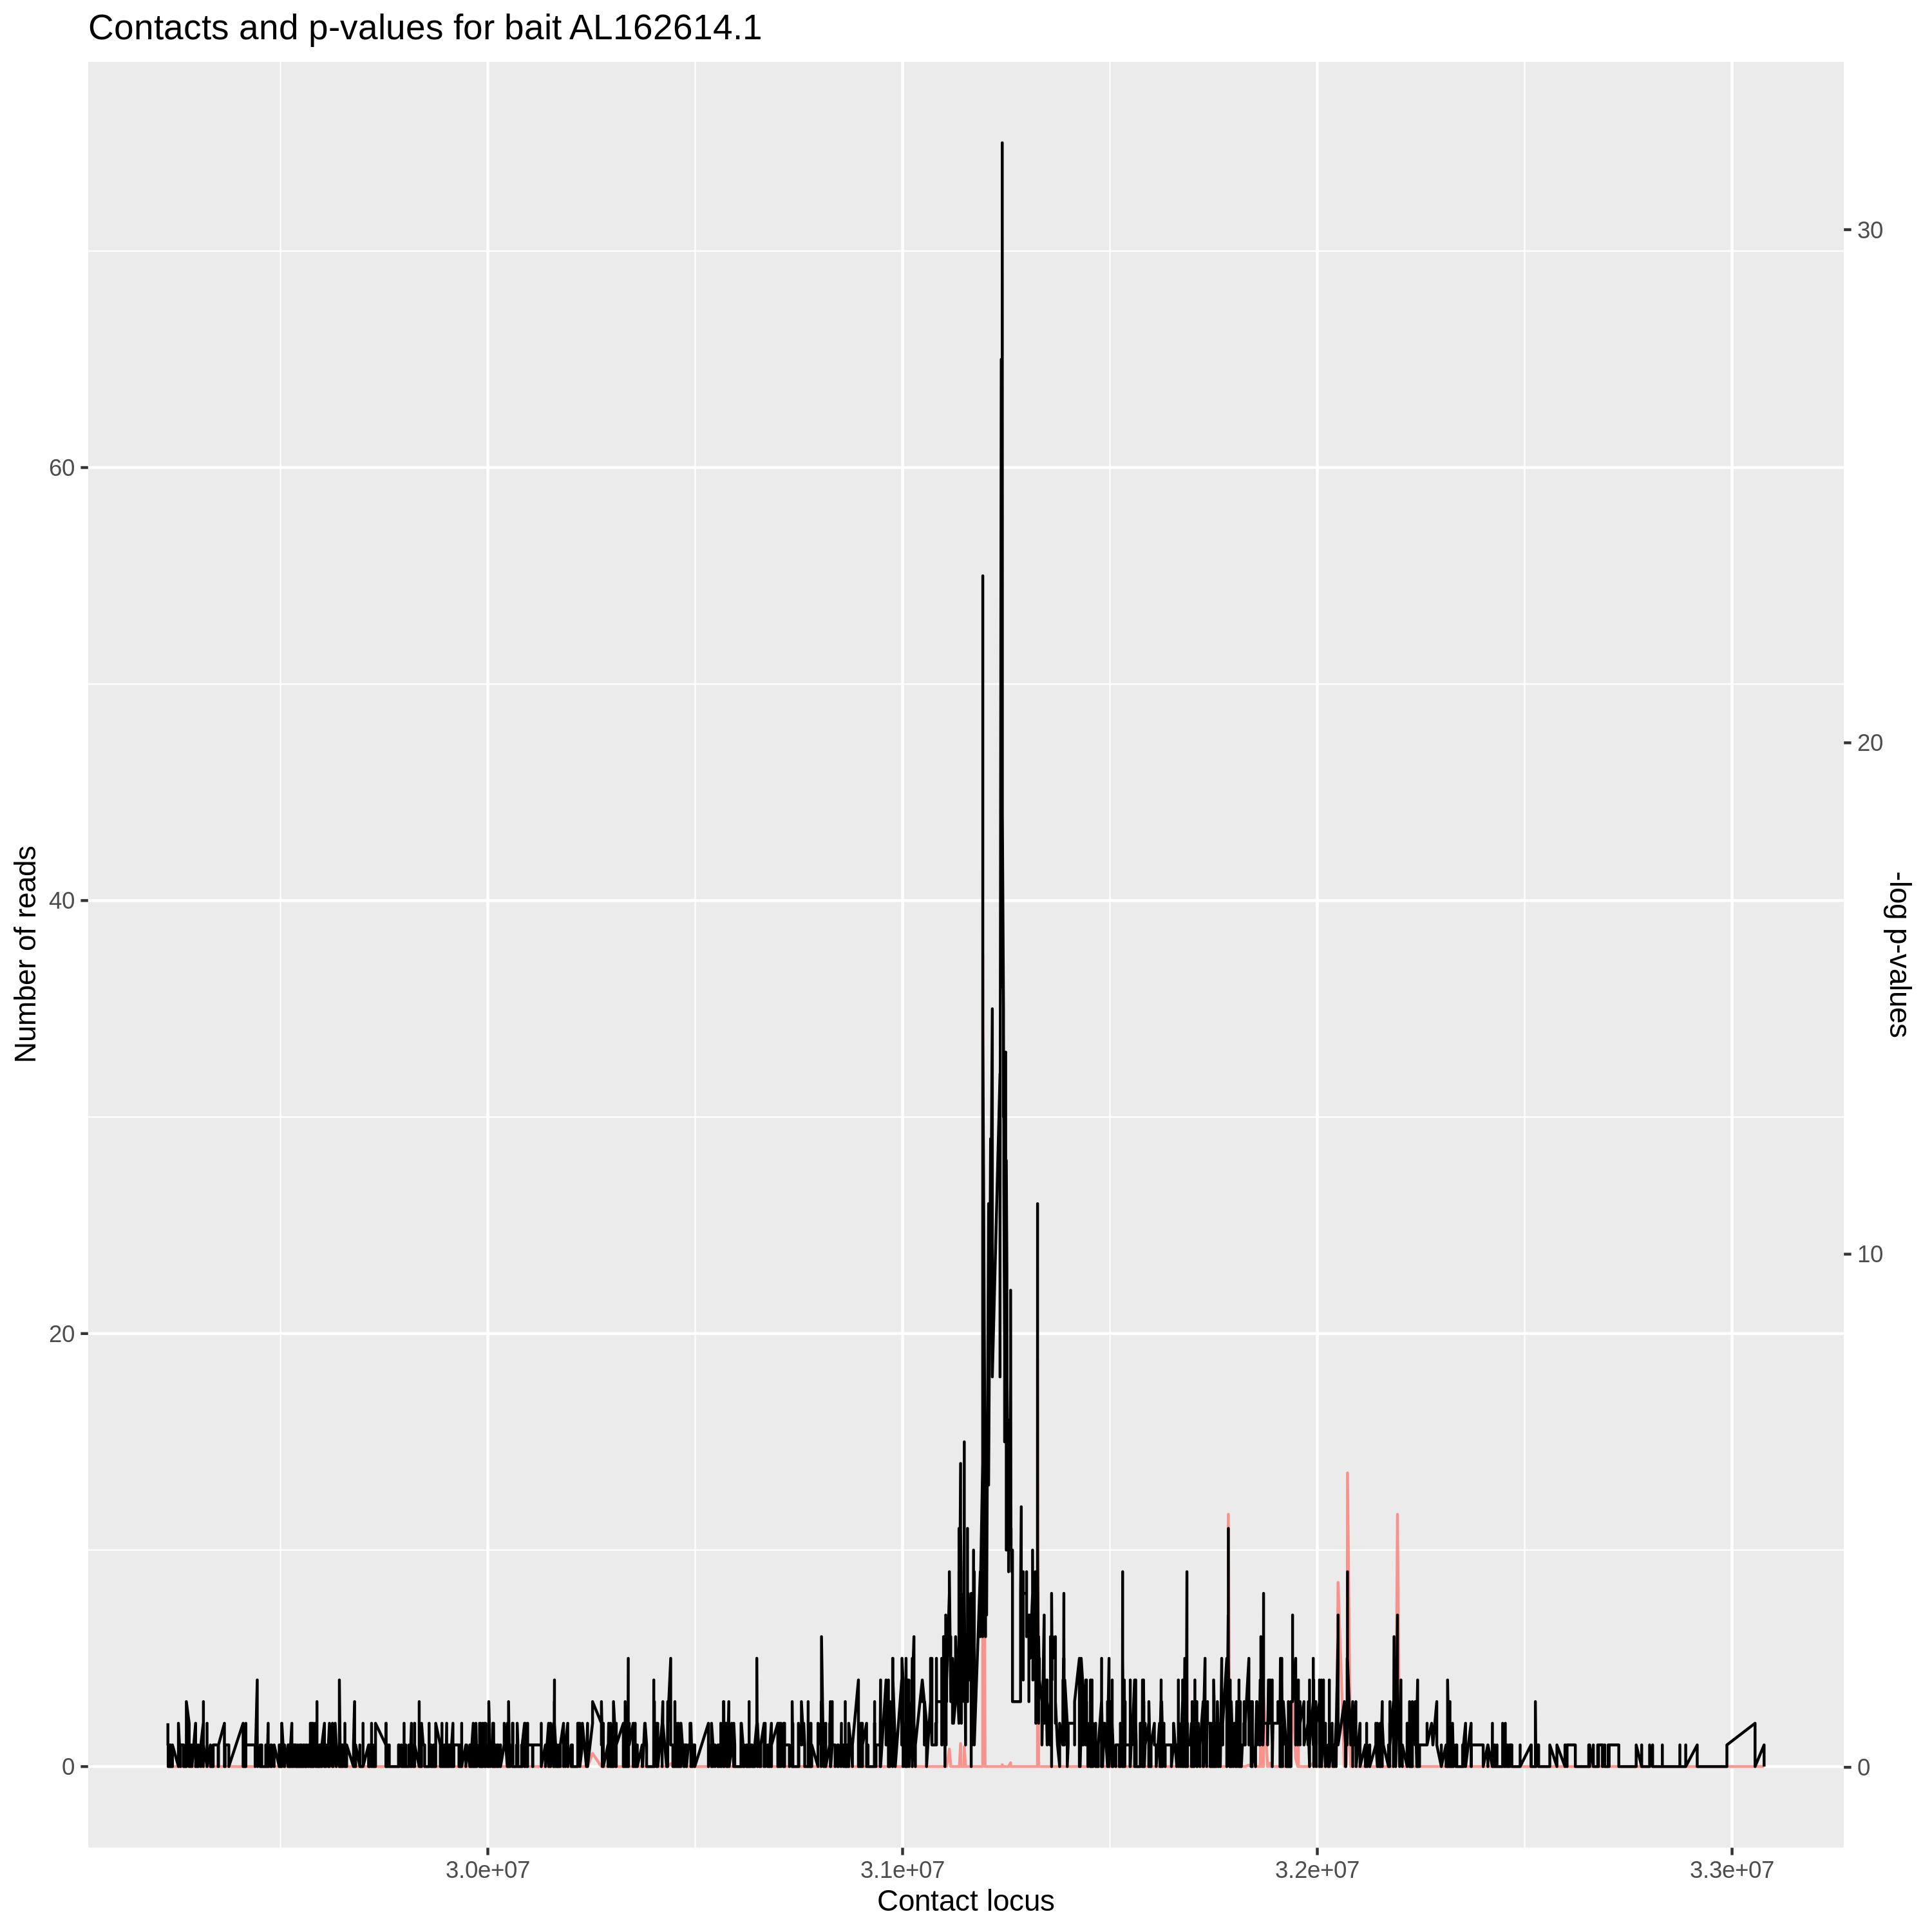 Contacts and p-values for bait AL162614.1
60
40
20
0
Number of reads
30
20
10
0
-log p-values
3.0e+07
3.1e+07
3.2e+07
3.3e+07
Contact locus